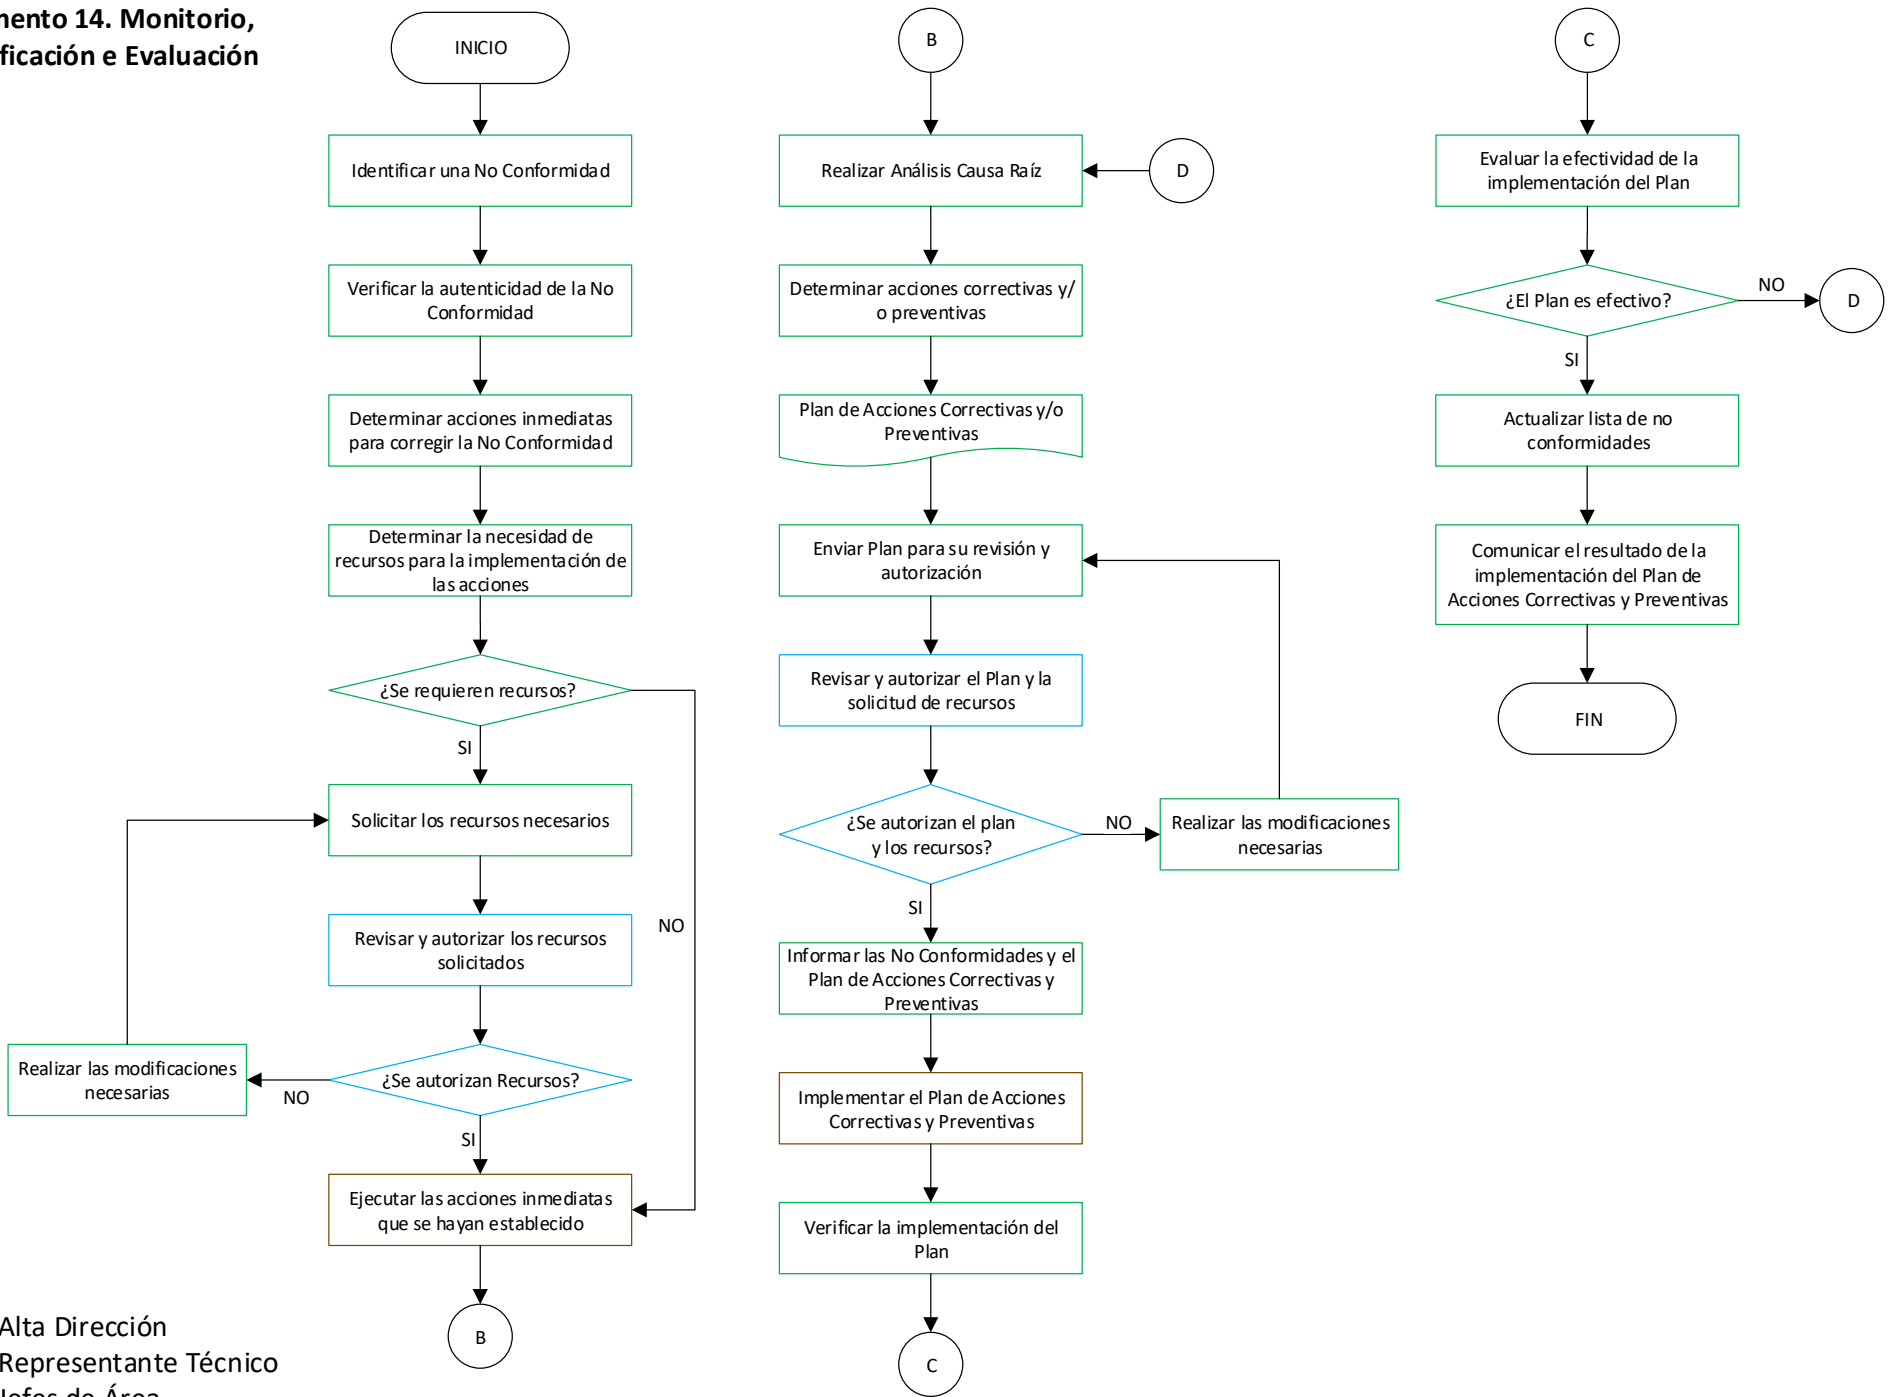 mento 14. Monitorio,
ficación e Evaluación
INICIO
Identificar una No Conformidad
Verificar la autenticidad de la No
Conformidad
Determinar acciones inmediatas
para corregir la No Conformidad
Determinar la necesidad de
recursos para la implementación de
las acciones
¿Se requieren recursos?
SI
NO
Solicitar los recursos necesarios
Revisar y autorizar los recursos
solicitados
¿Se autorizan Recursos?
NO
Realizar las modificaciones
necesarias
SI
Ejecutar las acciones inmediatas
que se hayan establecido
B
B
Realizar Análisis Causa Raíz
D
Determinar acciones correctivas y/
o preventivas
Plan de Acciones Correctivas y/o
Preventivas
Enviar Plan para su revisión y
autorización
Revisar y autorizar el Plan y la
solicitud de recursos
¿Se autorizan el plan
y los recursos?
NO
Realizar las modificaciones
necesarias
SI
Informar las No Conformidades y el
Plan de Acciones Correctivas y
Preventivas
Implementar el Plan de Acciones
Correctivas y Preventivas
Verificar la implementación del
Plan
C
C
Evaluar la efectividad de la
implementación del Plan
¿El Plan es efectivo?
NO
D
SI
Actualizar lista de no
conformidades
Comunicar el resultado de la
implementación del Plan de
Acciones Correctivas y Preventivas
FIN
Alta Dirección
Representante Técnico
Jefes de Área